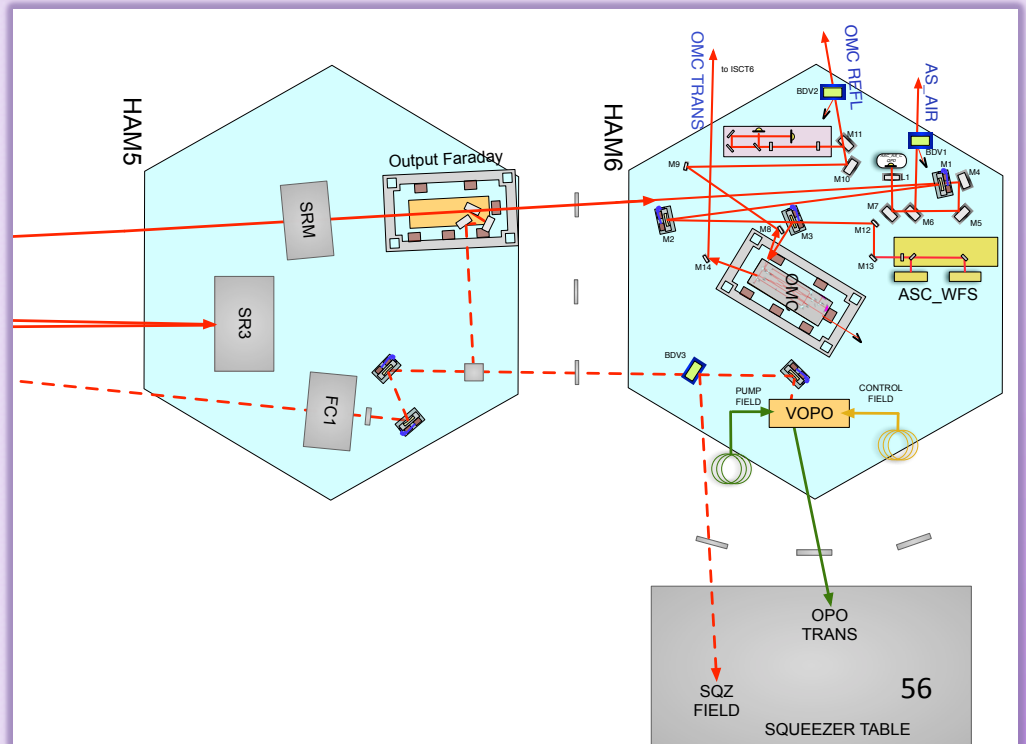 OMC TRANS
to ISCT6
OMC REFL
AS_AIR
BDV2
BDV1
HAM5
HAM6
Output Faraday
SRM
SR3
FC1
M11
M10
M9
M1
M4
L1
M7
M6
M5
M2
M8
M3
M12
M13
M14
ASC_WFS
OMC
BDV3
PUMP
FIELD
CONTROL
FIELD
VOPO
OPO
TRANS
SQZ
FIELD
56
SQUEEZER TABLE